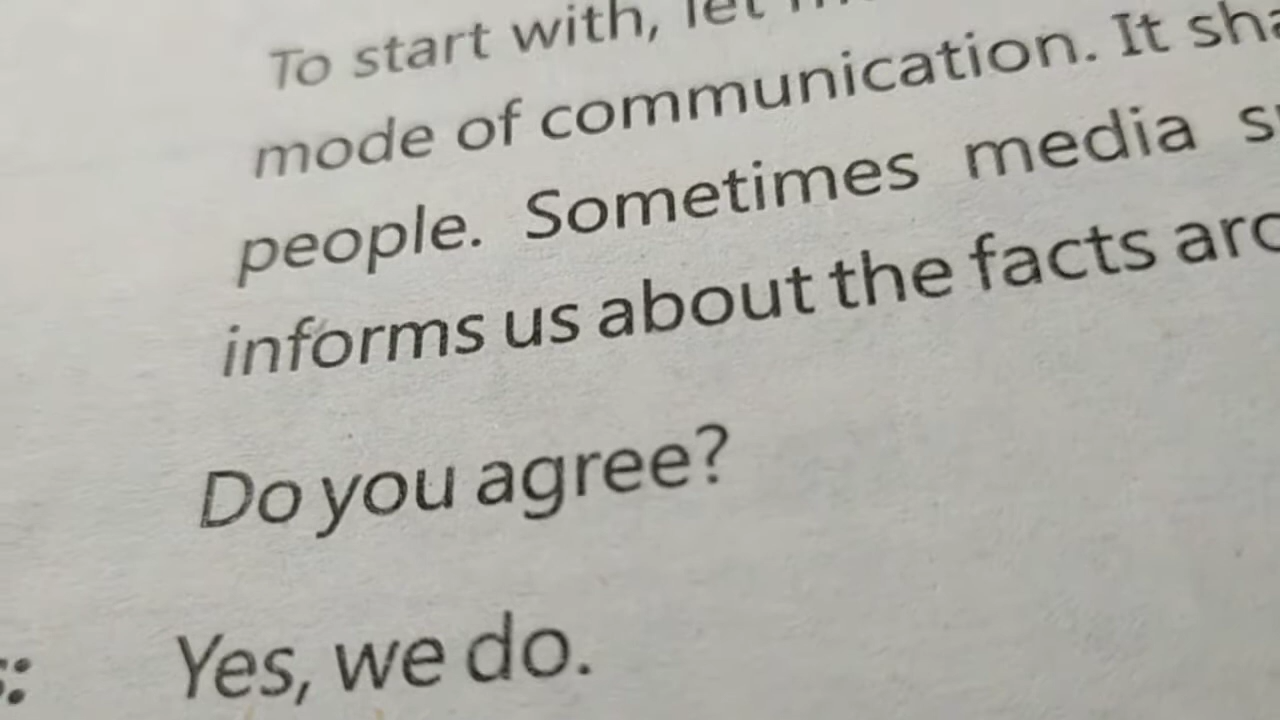 To start with, let
mode of communication. It
people. Sometimes media
informs us about the facts
Do you agree?
Yes, we do.